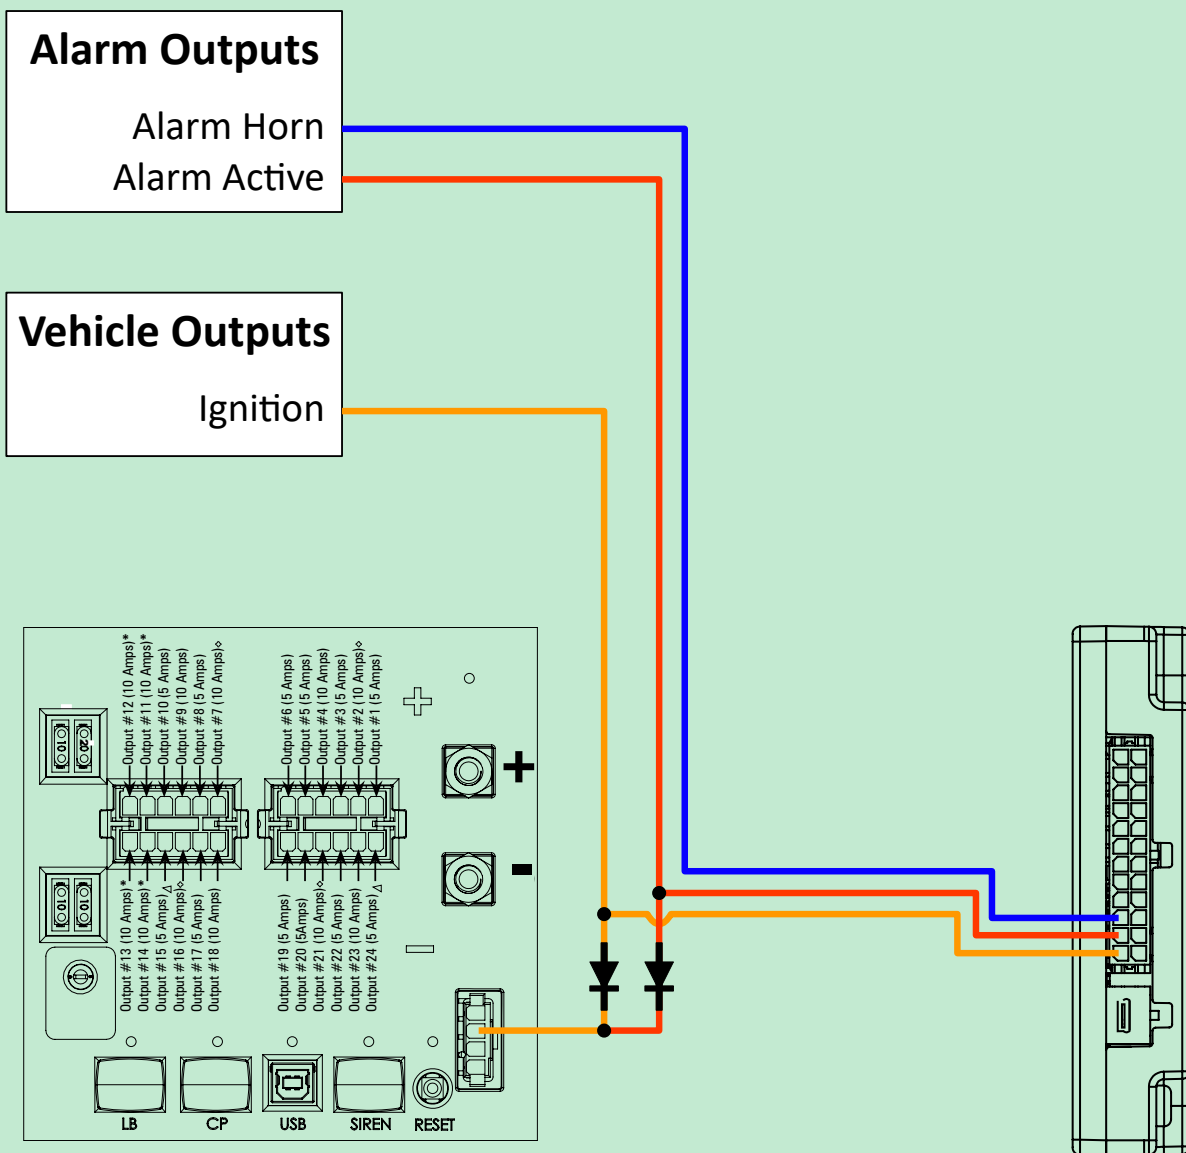 Alarm Outputs
Alarm Horn
Alarm Active
Vehicle Outputs
Ignition
Output #12 (10 Amps)*
Output #11 (10 Amps)*
Output #10 (5 Amps)
Output #9 (10 Amps)
Output #8 (5 Amps)
Output #7 (10 Amps)◇
Output #6 (5 Amps)
Output #5 (5 Amps)
Output #4 (10 Amps)
Output #3 (5 Amps)
Output #2 (10 Amps)◇
Output #1 (5 Amps)
+
10
20
-
10
10
Output #13 (10 Amps)*
Output #14 (10 Amps)*
Output #15 (5 Amps)△
Output #16 (10 Amps)◇
Output #17 (5 Amps)
Output #18 (10 Amps)
Output #19 (5 Amps)
Output #20 (5Amps)
Output #21 (10 Amps)◇
Output #22 (5 Amps)
Output #23 (10 Amps)
Output #24 (5 Amps)△
LB
CP
USB
SIREN
RESET